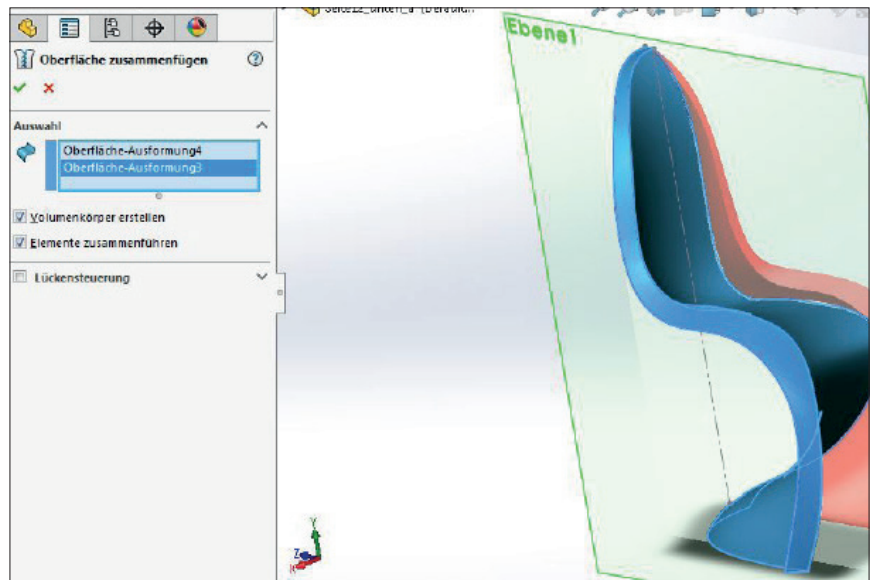 Ebene1
Oberfläche zusammenfügen
Auswahl
Oberfläche-Ausformung4
Oberfläche-Ausformung3
Volumenkörper erstellen
Elemente zusammenführen
Lückensteuerung
Y
Z